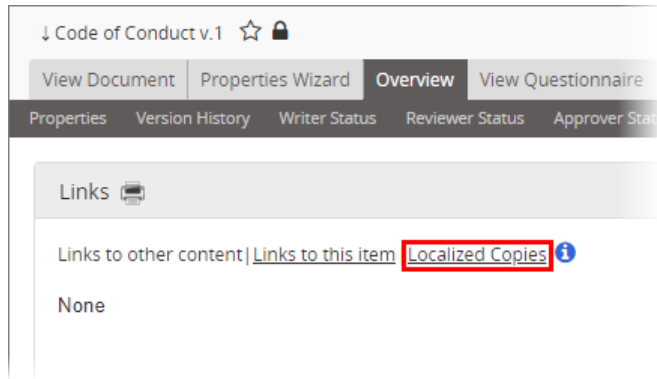 ↓ Code of Conduct v.1
View Document Properties Wizard Overview View Questionnaire
Properties Version History Writer Status Reviewer Status Approver
Links
Links to other content|Links to this item Localized Copies
None